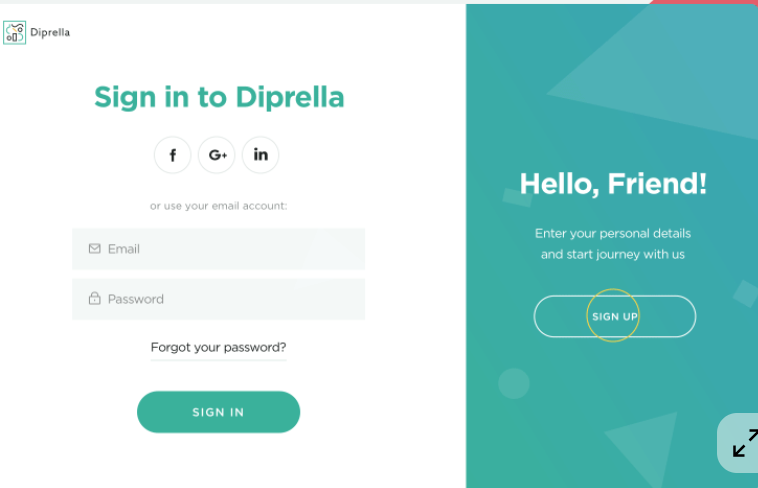 Diprella
Sign in to Diprella
f
G+
in
or use your email account:
Email
Password
Forgot your password?
SIGN IN
Hello, Friend!
Enter your personal details
and start journey with us
SIGN UP